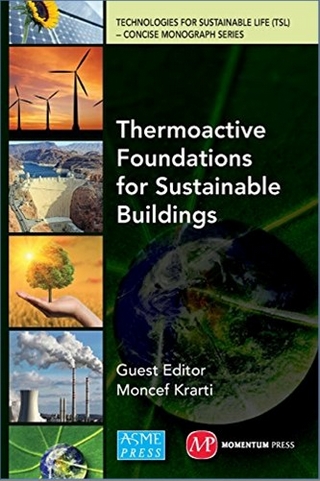 TECHNOLOGIES FOR SUSTAINABLE LIFE (TSL)
– CONCISE MONOGRAPH SERIES
Thermoactive
Foundations
for Sustainable
Buildings
Guest Editor
Moncef Krarti
ASME
PRESS
MP
MOMENTUM PRESS